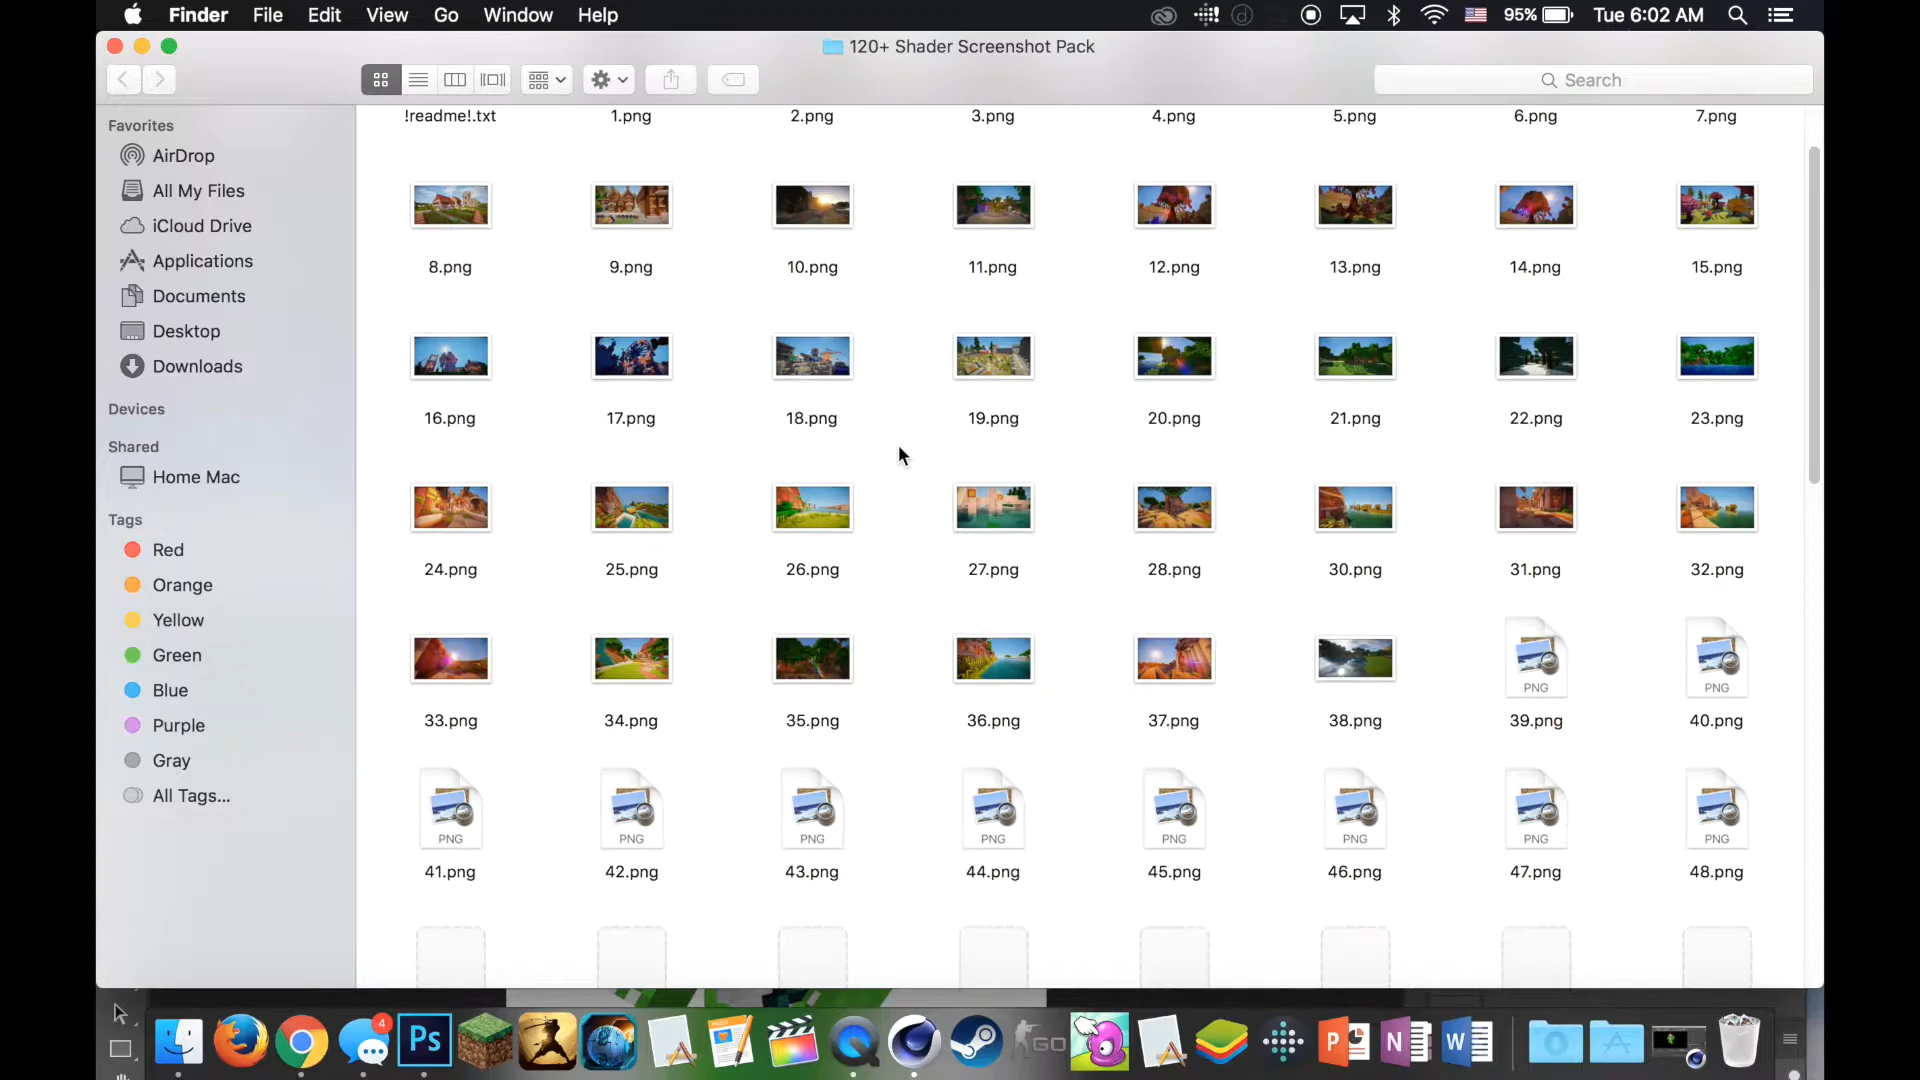 Finder File Edit View Go Window Help 95% Tue 6:02 AM
120+ Shader Screenshot Pack
Search
Favorites
AirDrop
All My Files
iCloud Drive
Applications
Documents
Desktop
Downloads
Devices
Shared
Home Mac
Tags
Red
Orange
Yellow
Green
Blue
Purple
Gray
All Tags...
!readme!.txt 1.png 2.png 3.png 4.png 5.png 6.png 7.png
8.png 9.png 10.png 11.png 12.png 13.png 14.png 15.png
16.png 17.png 18.png 19.png 20.png 21.png 22.png 23.png
24.png 25.png 26.png 27.png 28.png 30.png 31.png 32.png
PNG PNG
33.png 34.png 35.png 36.png 37.png 38.png 39.png 40.png
PNG PNG PNG PNG PNG PNG PNG PNG
41.png 42.png 43.png 44.png 45.png 46.png 47.png 48.png
4 Ps GO P N W